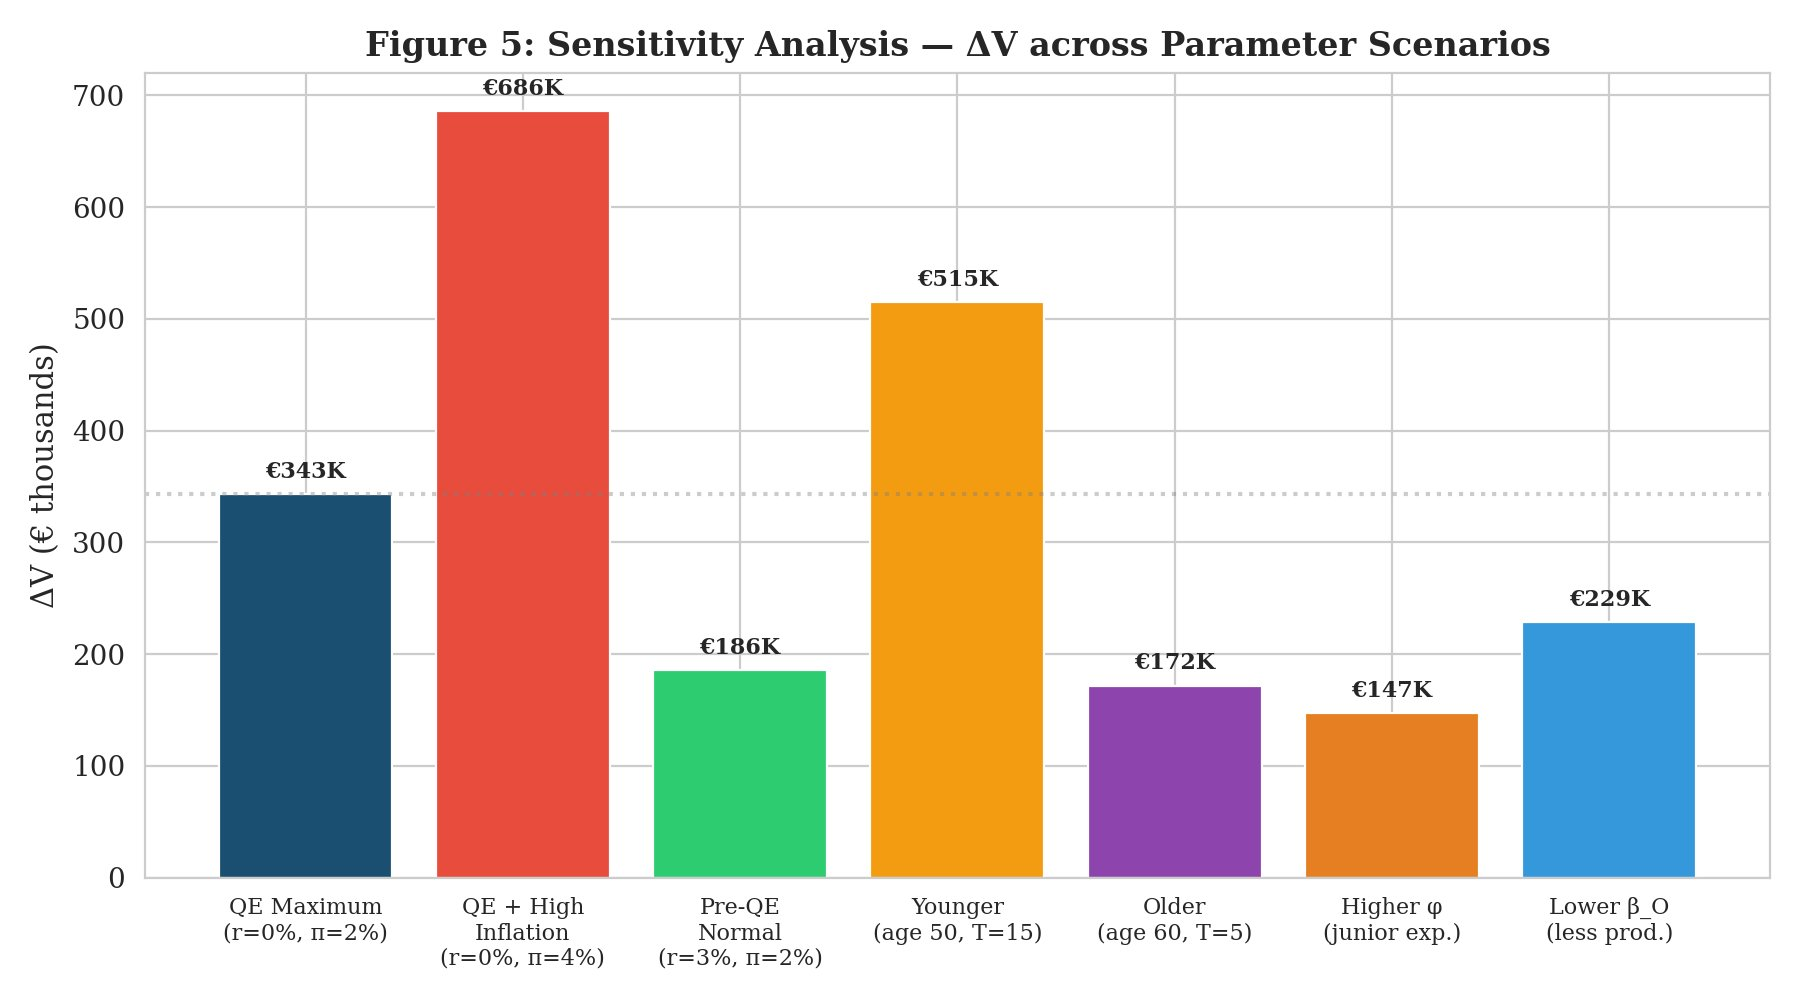 Figure 5: Sensitivity Analysis — ΔV across Parameter Scenarios
ΔV (€ thousands)
700
600
500
400
300
200
100
0
€343K
€686K
€186K
€515K
€172K
€147K
€229K
QE Maximum
(r=0%, π=2%)
QE + High
Inflation
(r=0%, π=4%)
Pre-QE
Normal
(r=3%, π=2%)
Younger
(age 50, T=15)
Older
(age 60, T=5)
Higher φ
(junior exp.)
Lower β_O
(less prod.)